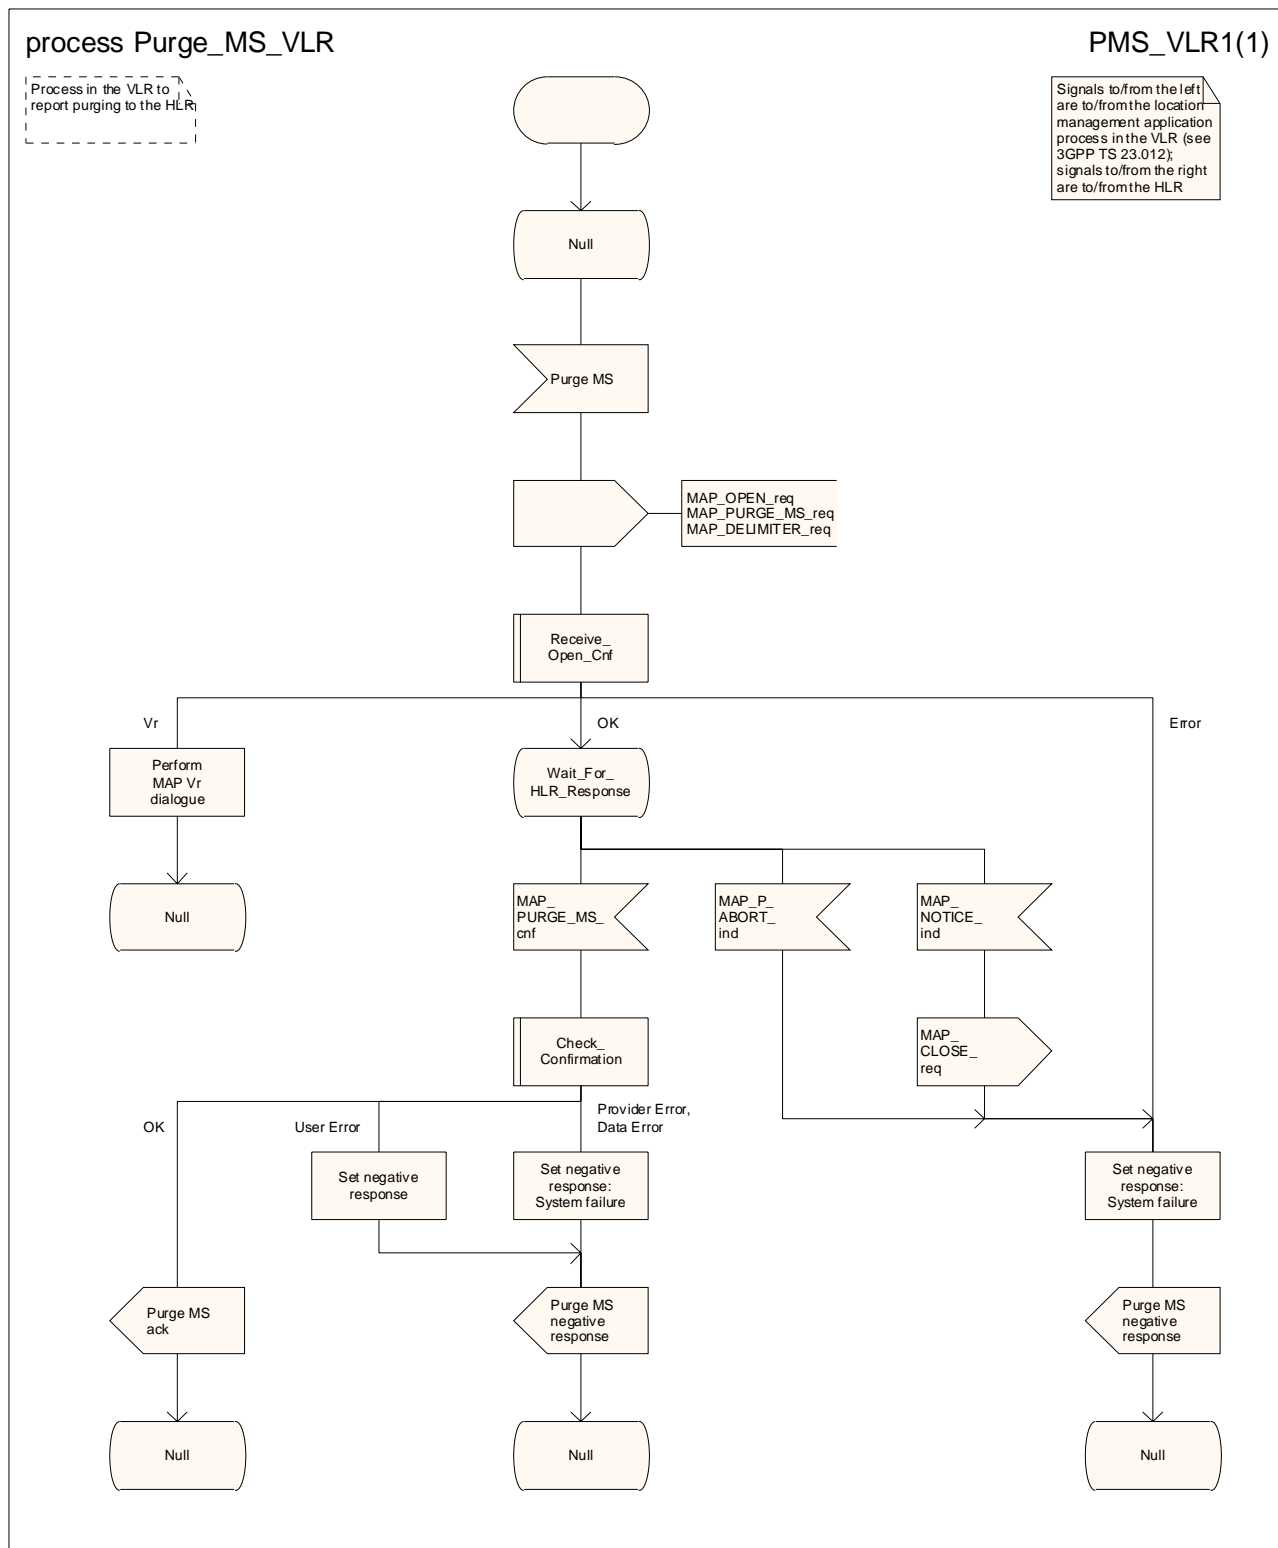 process Purge_MS_VLR
PMS_VLR1(1)
Process in the VLR to
report purging to the HLR
Signals to/from the left
are to/from the location
management application
process in the VLR (see
3GPP TS 23.012);
signals to/from the right
are to/from the HLR
Null
Purge MS
MAP_OPEN_req
MAP_PURGE_MS_req
MAP_DELIMITER_req
Receive_
Open_Cnf
Vr
OK
Error
Perform
MAP Vr
dialogue
Wait_For_
HLR_Response
Null
MAP_
PURGE_MS_
cnf
MAP_P_
ABORT_
ind
MAP_
NOTICE_
ind
Check_
Confirmation
MAP_
CLOSE_
req
OK
User Error
Provider Error,
Data Error
Set negative
response
Set negative
response:
System failure
Set negative
response:
System failure
Purge MS
ack
Purge MS
negative
response
Purge MS
negative
response
Null
Null
Null